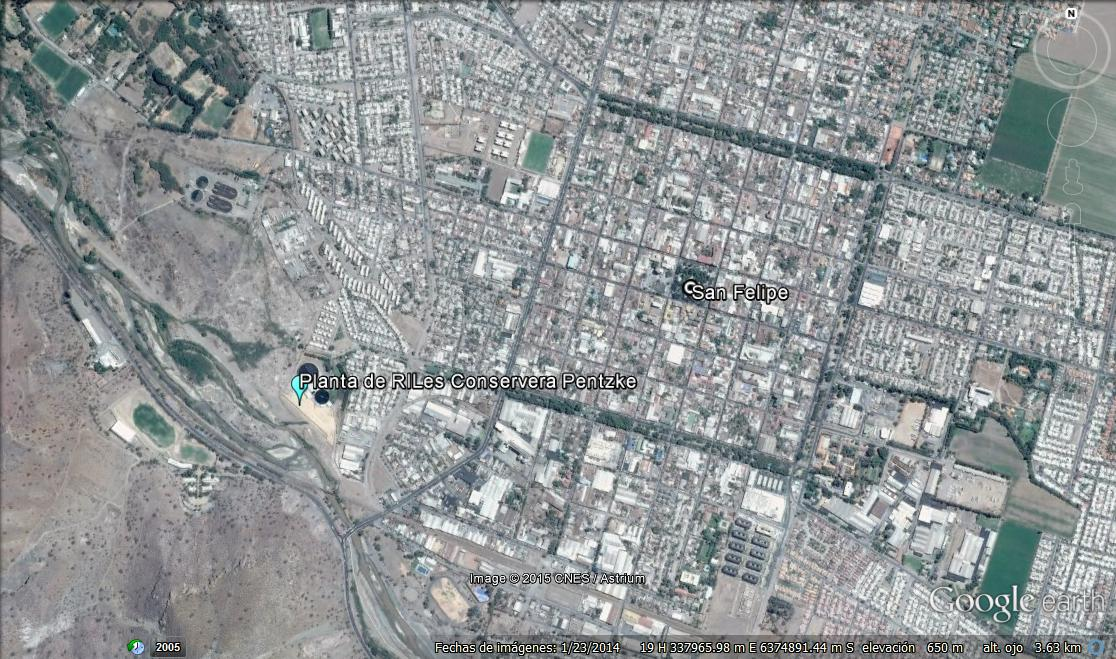 N
San Felipe
Planta de RILes Conservera Pentzke
Image © 2015 CNES / Astrium
Google earth
2005
Fechas de imágenes: 1/23/2014 19 H 337965.98 m E 6374891.44 m S elevación 650 m alt. ojo 3.63 km